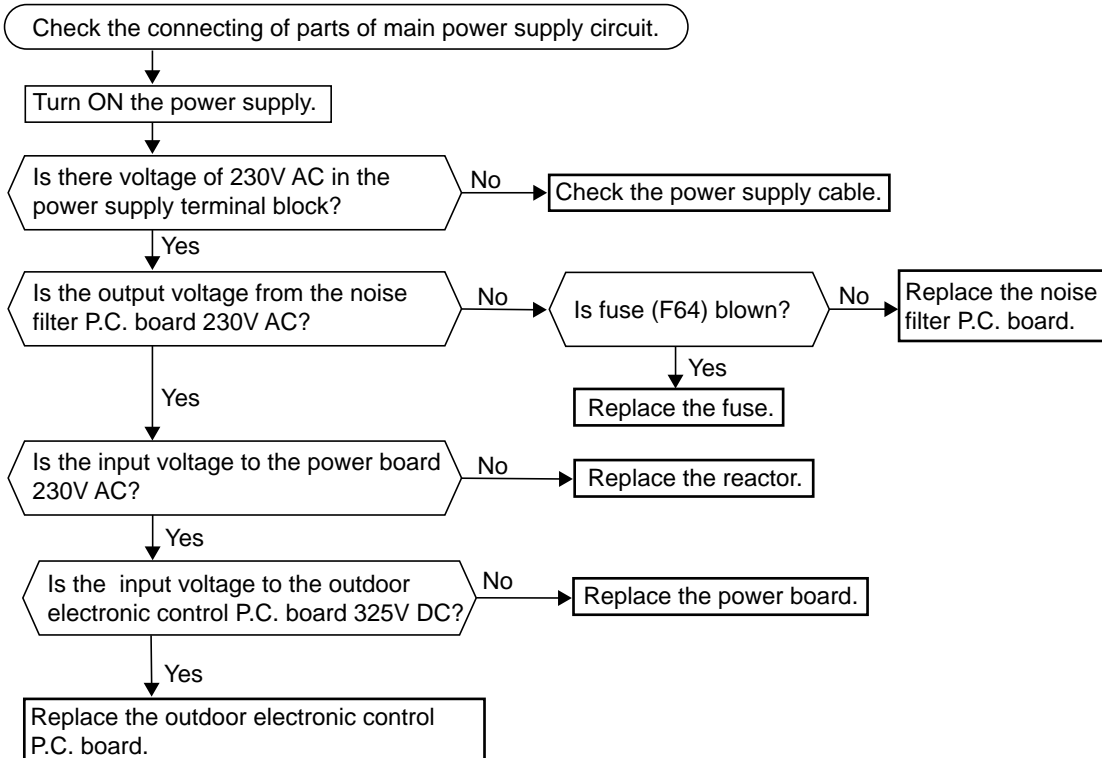 Check the connecting of parts of main power supply circuit.
Turn ON the power supply.
Is there voltage of 230V AC in the
power supply terminal block?
No
Check the power supply cable.
Yes
Is the output voltage from the noise
filter P.C. board 230V AC?
No
Is fuse (F64) blown?
No
Replace the noise
filter P.C. board.
Yes
Replace the fuse.
Yes
Is the input voltage to the power board
230V AC?
No
Replace the reactor.
Yes
Is the input voltage to the outdoor
electronic control P.C. board 325V DC?
No
Replace the power board.
Yes
Replace the outdoor electronic control
P.C. board.